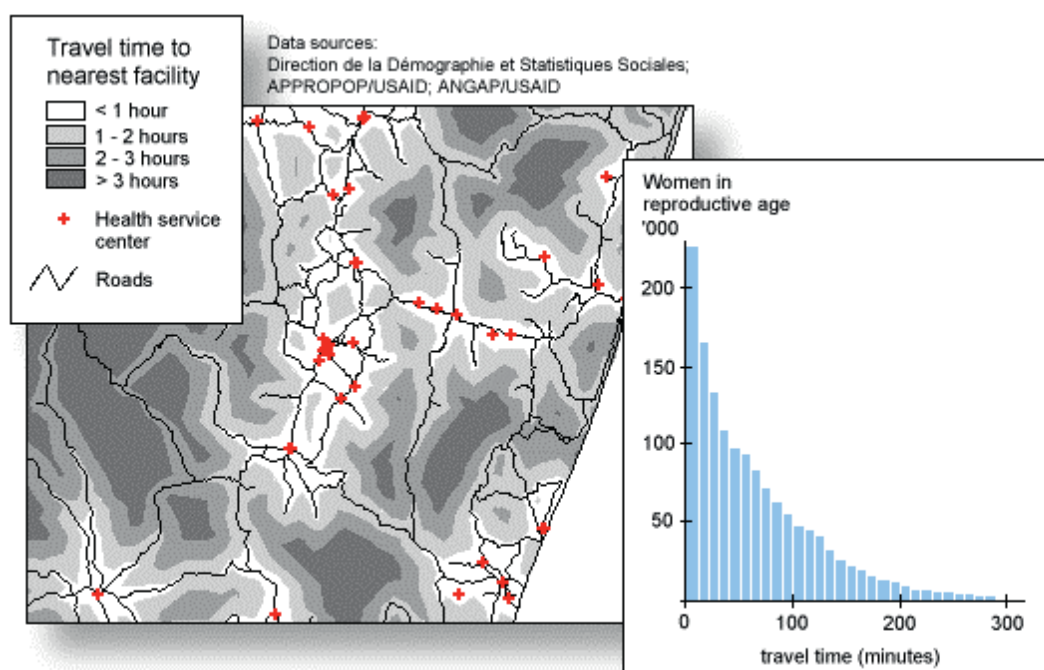 Travel time to
nearest facility
< 1 hour
1 - 2 hours
2 - 3 hours
> 3 hours
Health service
center
Roads
Data sources:
Direction de la Démographie et Statistiques Sociales;
APPROPOP/USAID; ANGAP/USAID
Women in
reproductive age
'000
200
150
100
50
0 100 200 300
travel time (minutes)